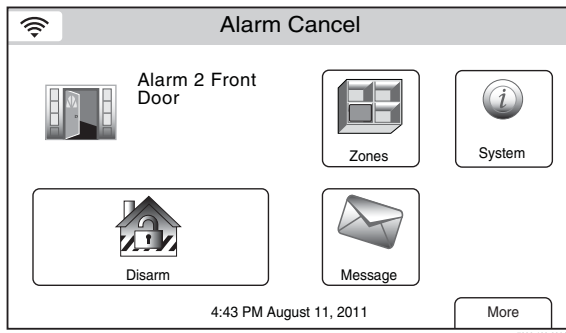 Alarm Cancel
Alarm 2 Front
Door
Zones
System
Disarm
Message
4:43 PM August 11, 2011
More